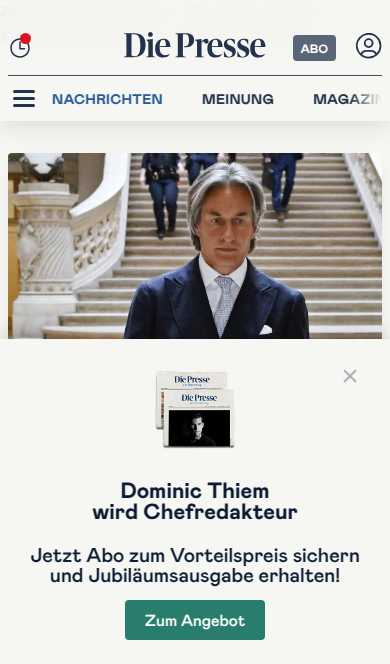 Die Presse
ABO
NACHRICHTEN MEINUNG MAGAZIN
Die Presse
Die Presse
Dominic Thiem
wird Chefredakteur
Jetzt Abo zum Vorteilspreis sichern
und Jubiläumsausgabe erhalten!
Zum Angebot